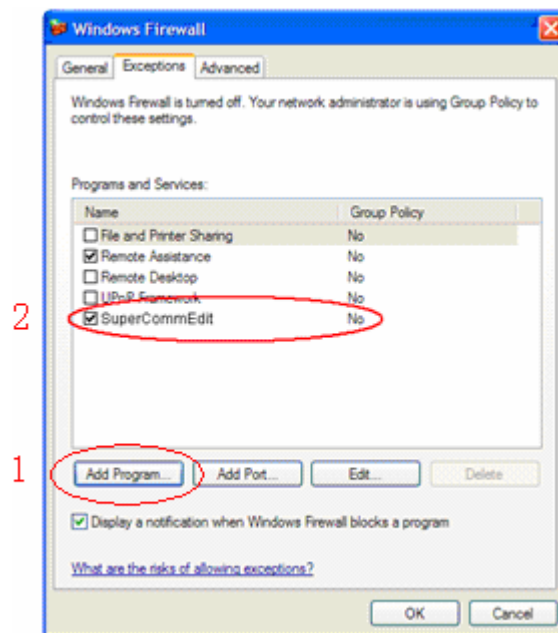 Windows Firewall
General Exceptions Advanced
Windows Firewall is turned off. Your network administrator is using Group Policy to
control these settings.
Programs and Services:
Name Group Policy
File and Printer Sharing No
Remote Assistance No
Remote Desktop No
UPnP Framework No
2 SuperCommEdit No
1 Add Program... Add Port... Edit... Delete
Display a notification when Windows Firewall blocks a program
What are the risks of allowing exceptions?
OK Cancel